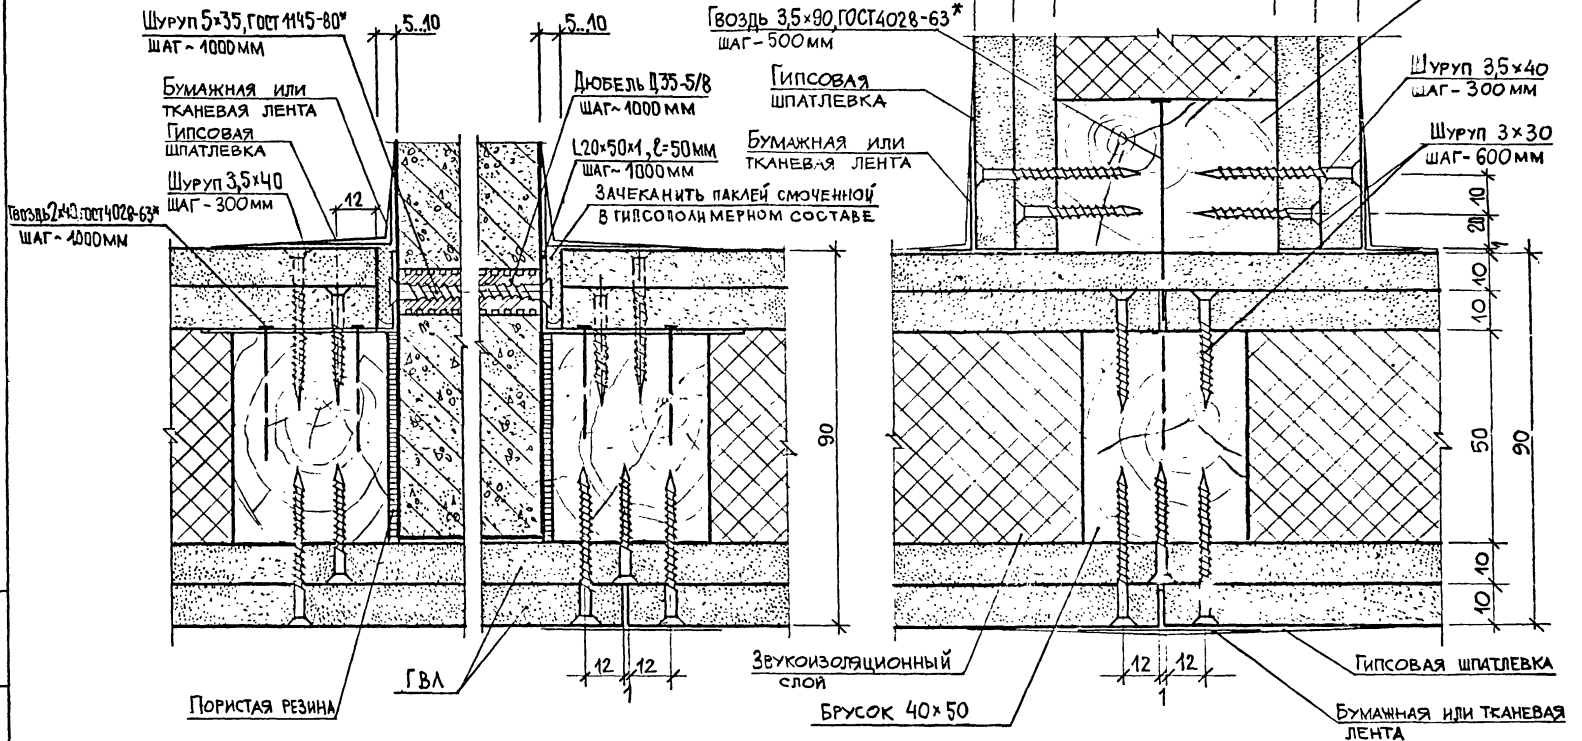 Шуруп 5×35, ГОСТ 1145-80*
ШАГ ~ 1000 ММ
5..10
5..10
БУМАЖНАЯ ИЛИ
ТКАНЕВАЯ ЛЕНТА
ГИПСОВАЯ
ШПАТЛЕВКА
Шуруп 3,5×40
ШАГ - 300 ММ
12
Гвоздь 2×40, ГОСТ 4028-63*
ШАГ ~ 1000 ММ
Дюбель Д35-5/8
ШАГ ~ 1000 ММ
L20×50×1, ℓ=50 ММ
ШАГ ~ 1000 ММ
ЗАЧЕКАНИТЬ ПАКЛЕЙ СМОЧЕННОЙ
В ГИПСОПОЛИМЕРНОМ СОСТАВЕ
90
12
12
1
ГВЛ
ПОРИСТАЯ РЕЗИНА
Гвоздь 3,5×90, ГОСТ 4028-63*
ШАГ - 500 ММ
ГИПСОВАЯ
ШПАТЛЕВКА
БУМАЖНАЯ ИЛИ
ТКАНЕВАЯ ЛЕНТА
Шуруп 3,5×40
ШАГ - 300 ММ
Шуруп 3×30
ШАГ - 600 ММ
10
20
1
10
10
50
90
10
10
12
12
1
ЗВУКОИЗОЛЯЦИОННЫЙ
СЛОЙ
БРУСОК 40×50
ГИПСОВАЯ ШПАТЛЕВКА
БУМАЖНАЯ ИЛИ ТКАНЕВАЯ
ЛЕНТА